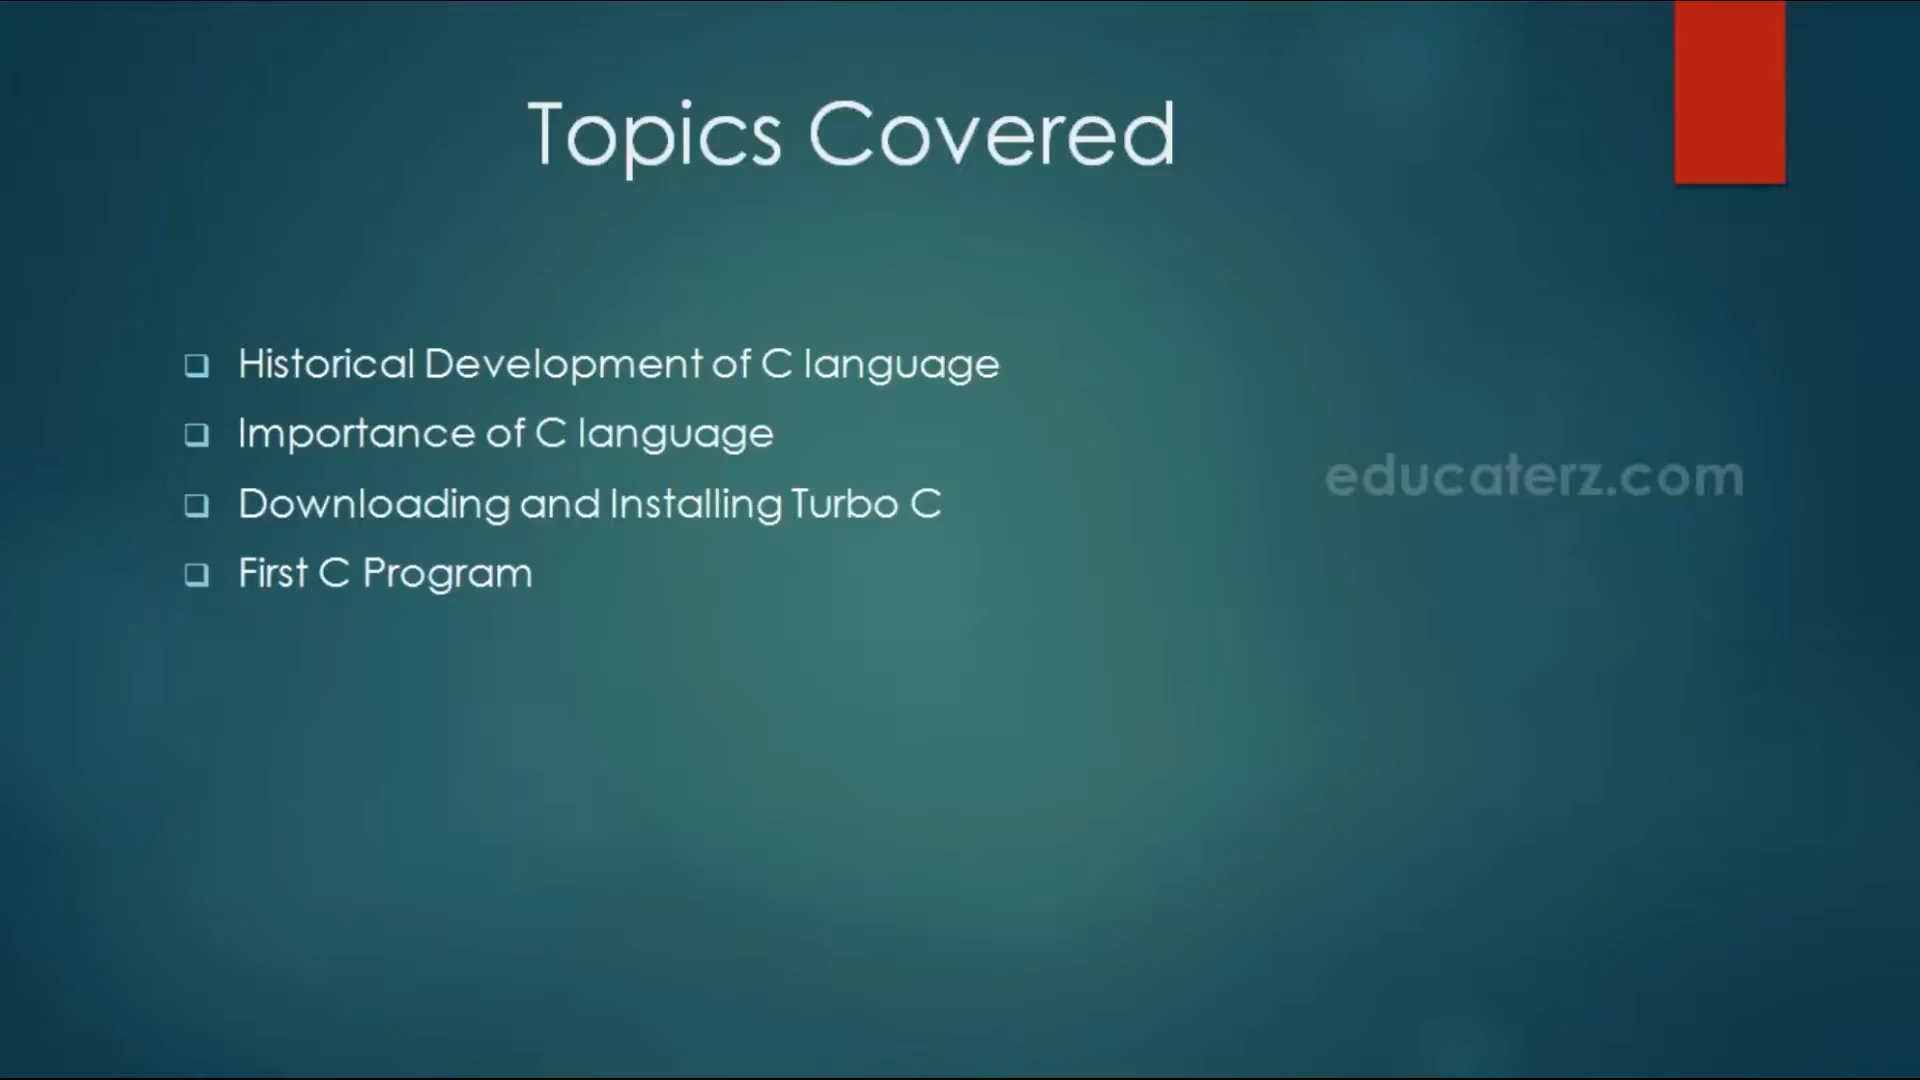 Topics Covered
Historical Development of C language
Importance of C language
educaterz.com
Downloading and Installing Turbo C
First C Program